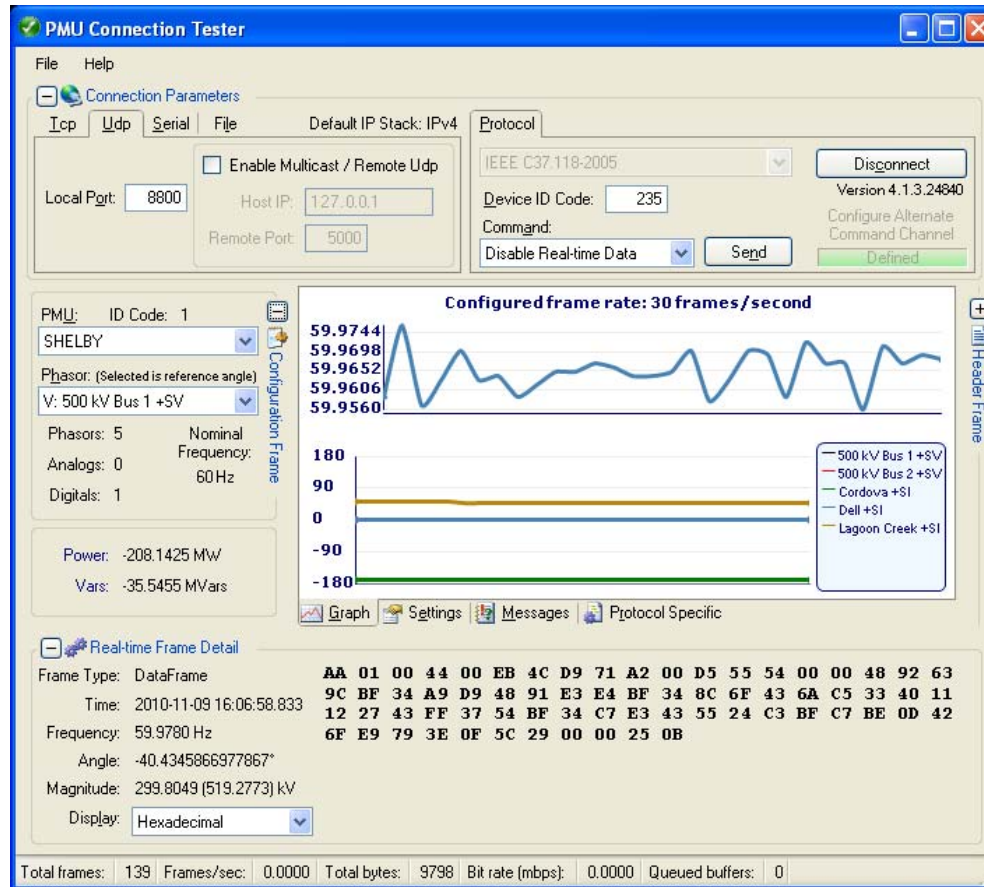 PMU Connection Tester
File Help
Connection Parameters
Tcp Udp Serial File Default IP Stack: IPv4
Protocol
Enable Multicast / Remote Udp
Local Port: 8800
Host IP: 127.0.0.1
Remote Port: 5000
IEEE C37.118-2005
Disconnect
Device ID Code: 235
Version 4.1.3.24840
Command:
Configure Alternate
Command Channel
Disable Real-time Data
Send
Defined
PMU: ID Code: 1
SHELBY
Phasor: (Selected is reference angle)
V: 500 kV Bus 1 +SV
Phasors: 5
Analogs: 0
Digitals: 1
Nominal
Frequency:
60 Hz
Configuration Frame
Power: -208.1425 MW
Vars: -35.5455 MVars
Configured frame rate: 30 frames/second
59.9744
59.9698
59.9652
59.9606
59.9560
180
90
0
-90
-180
500 kV Bus 1 +SV
500 kV Bus 2 +SV
Cordova +SI
Dell +SI
Lagoon Creek +SI
Header Frame
Graph Settings Messages Protocol Specific
Real-time Frame Detail
Frame Type: DataFrame
Time: 2010-11-09 16:06:58.833
Frequency: 59.9780 Hz
Angle: -40.4345866977867°
Magnitude: 299.8049 (519.2773) kV
Display: Hexadecimal
AA 01 00 44 00 EB 4C D9 71 A2 00 D5 55 54 00 00 48 92 63
9C BF 34 A9 D9 48 91 E3 E4 BF 34 8C 6F 43 6A C5 33 40 11
12 27 43 FF 37 54 BF 34 C7 E3 43 55 24 C3 BF C7 BE 0D 42
6F E9 79 3E 0F 5C 29 00 00 25 0B
Total frames: 139 Frames/sec: 0.0000 Total bytes: 9798 Bit rate (mbps): 0.0000 Queued buffers: 0